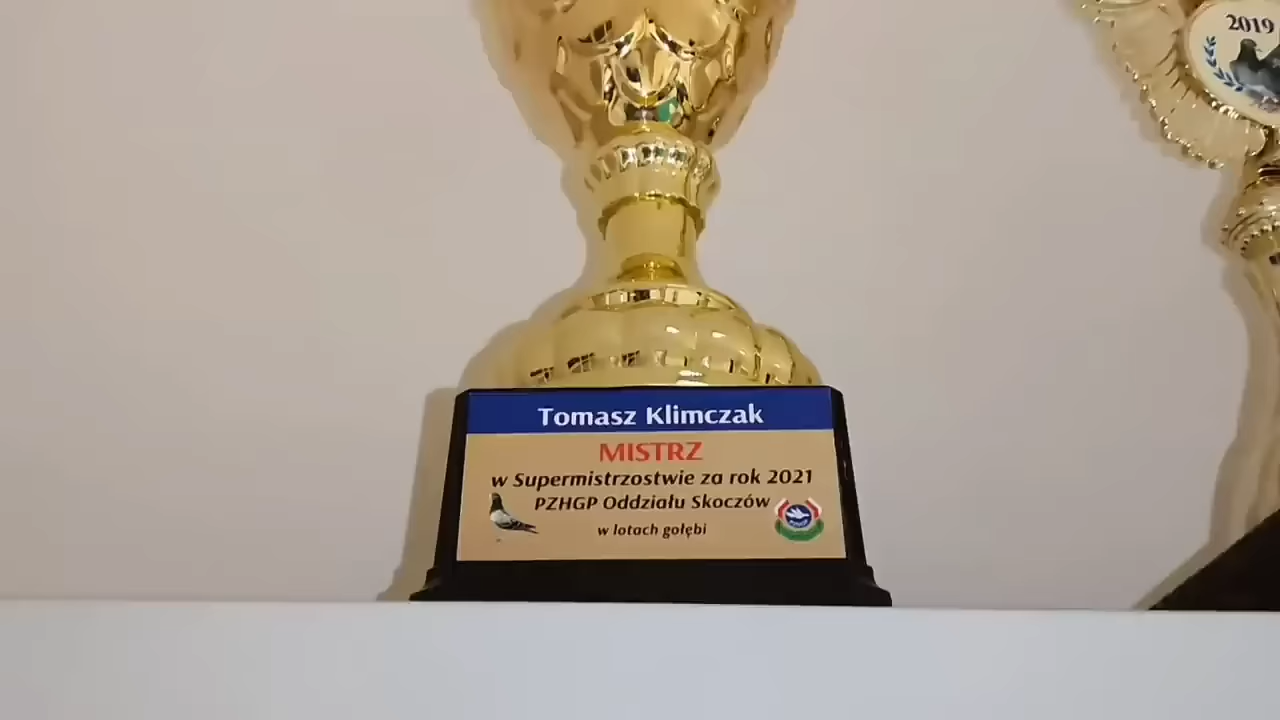 2019
Tomasz Klimczak
MISTRZ
w Supermistrzostwie za rok 2021
PZHGP Oddziału Skoczów
w lotach gołębi